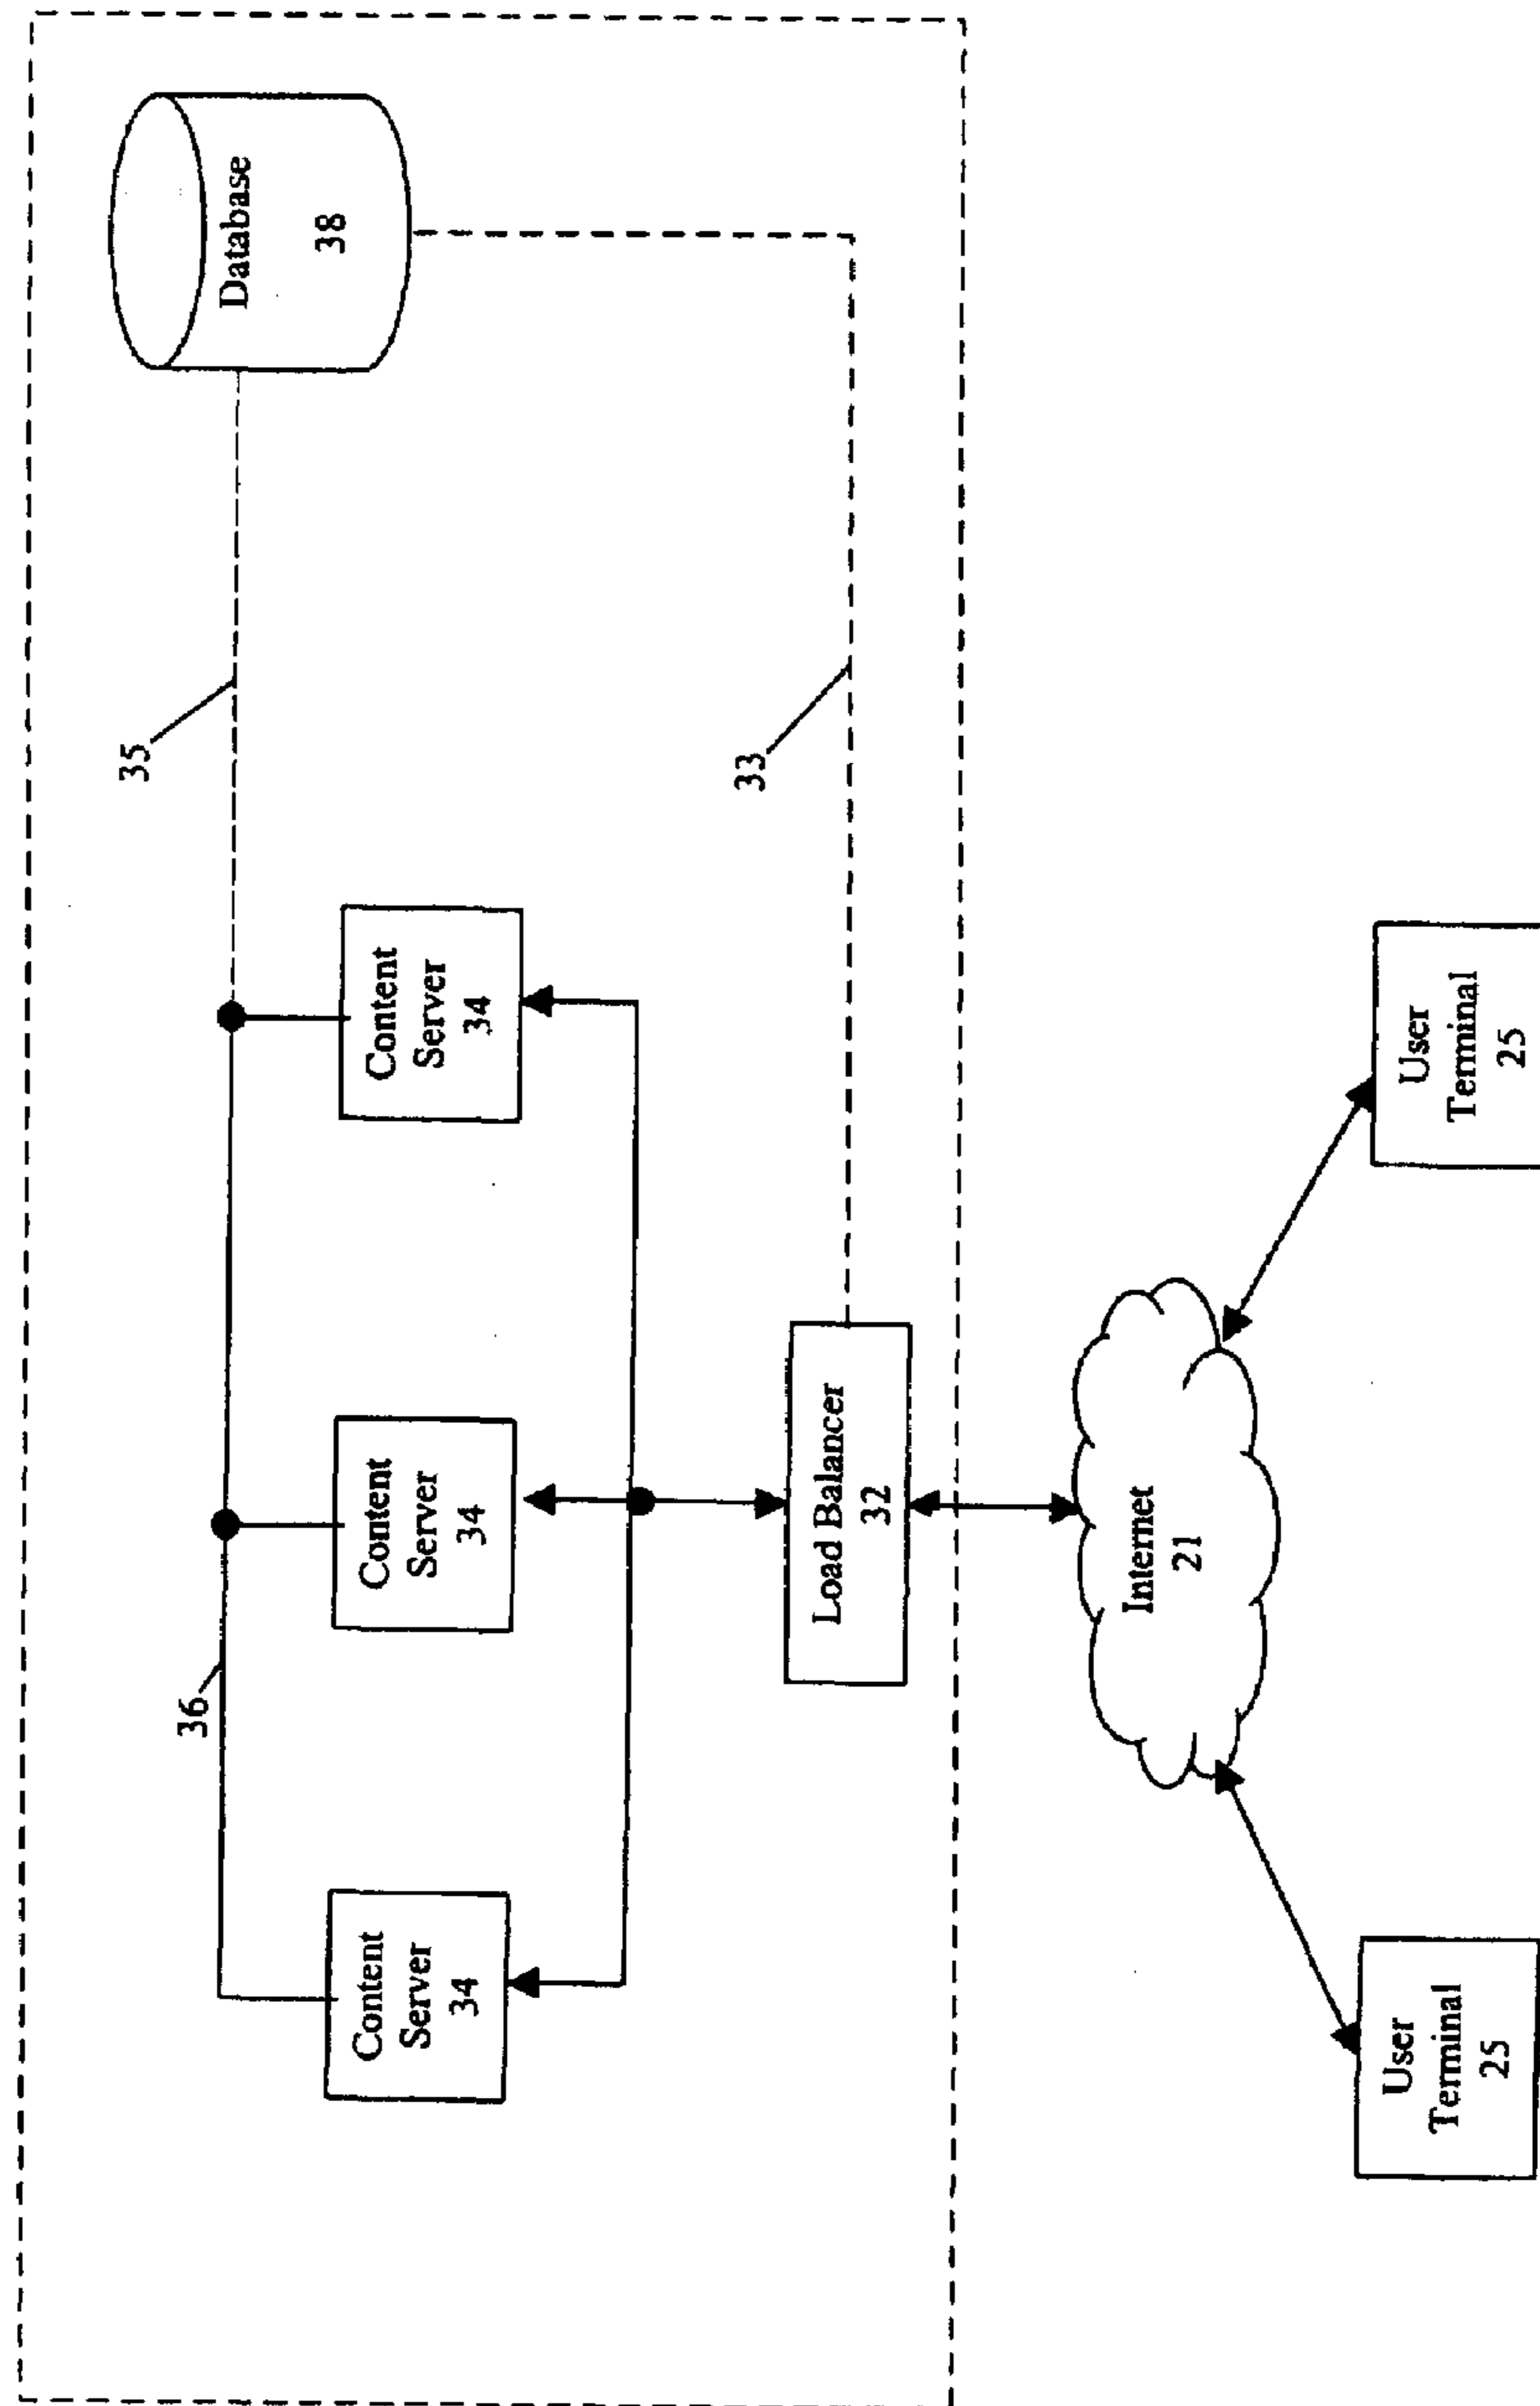 35
Database
38
36
Content
Server
34
Content
Server
34
Content
Server
34
33
Load Balancer
32
Internet
21
User
Terminal
25
User
Terminal
25